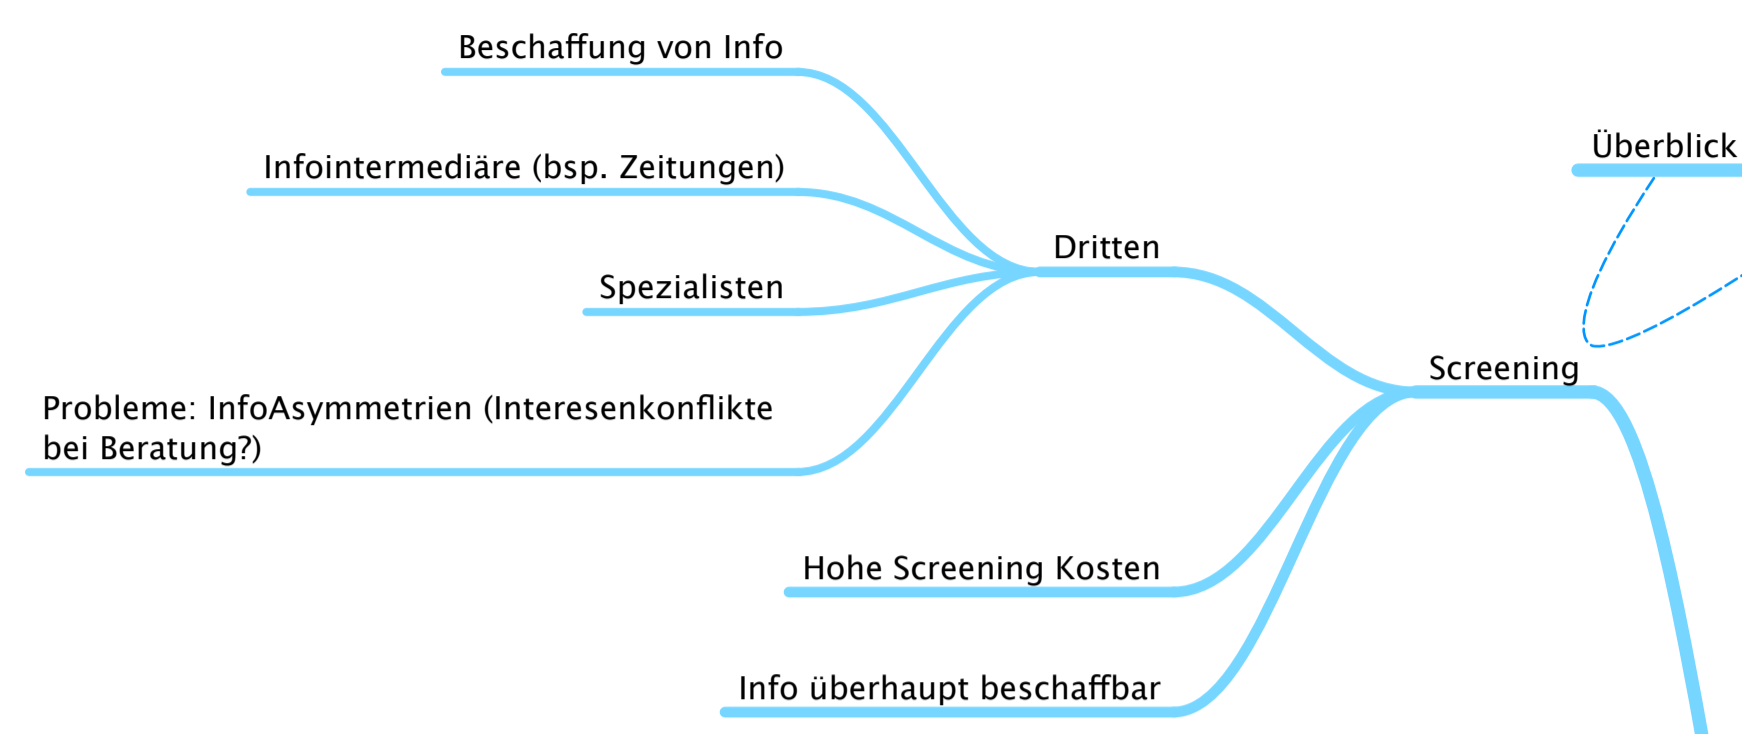 Beschaffung von Info
Infointermediäre (bsp. Zeitungen)
Spezialisten
Probleme: InfoAsymmetrien (Interesenkonflikte
bei Beratung?)
Dritten
Hohe Screening Kosten
Info überhaupt beschaffbar
Screening
Überblick